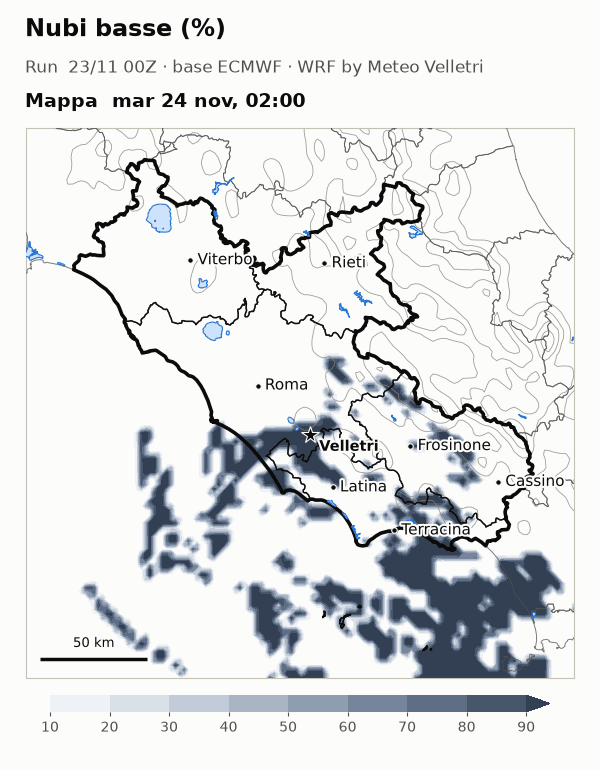 Nubi basse (%)
Run  23/11 00Z · base ECMWF · WRF by Meteo Velletri
Mappa  mar 24 nov, 02:00
Viterbo
Rieti
Roma
Velletri
Frosinone
Cassino
Latina
Terracina
50 km
10 20 30 40 50 60 70 80 90